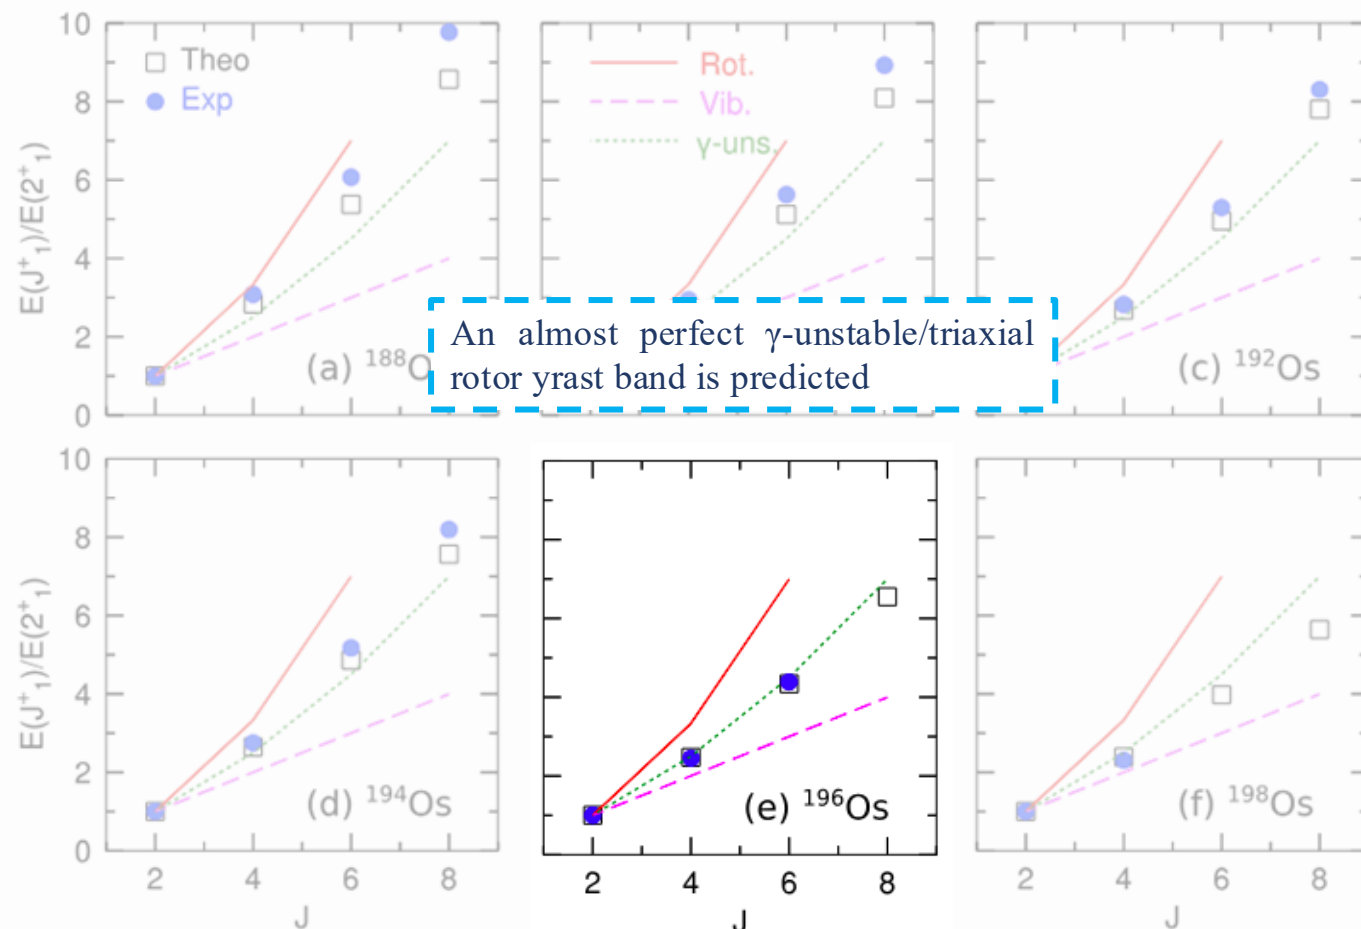 10
8
6
4
2
0
E(J⁺₁)/E(2⁺₁)
Theo
Exp
Rot.
Vib.
γ-uns.
(a) ¹⁸⁸O
(c) ¹⁹²Os
An almost perfect γ-unstable/triaxial
rotor yrast band is predicted
10
8
6
4
2
0
E(J⁺₁)/E(2⁺₁)
(d) ¹⁹⁴Os
(e) ¹⁹⁶Os
(f) ¹⁹⁸Os
2 4 6 8
2 4 6 8
2 4 6 8
J
J
J